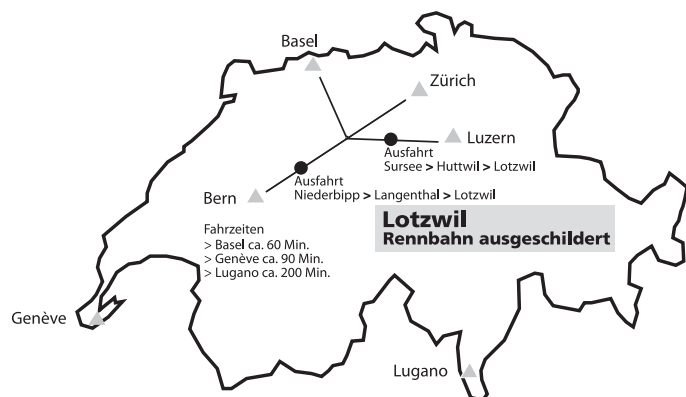 Basel
Zürich
Luzern
Ausfahrt
Sursee > Huttwil > Lotzwil
Ausfahrt
Niederbipp > Langenthal > Lotzwil
Bern
Lotzwil
Rennbahn ausgeschildert
Fahrzeiten
> Basel ca. 60 Min.
> Genève ca. 90 Min.
> Lugano ca. 200 Min.
Genève
Lugano